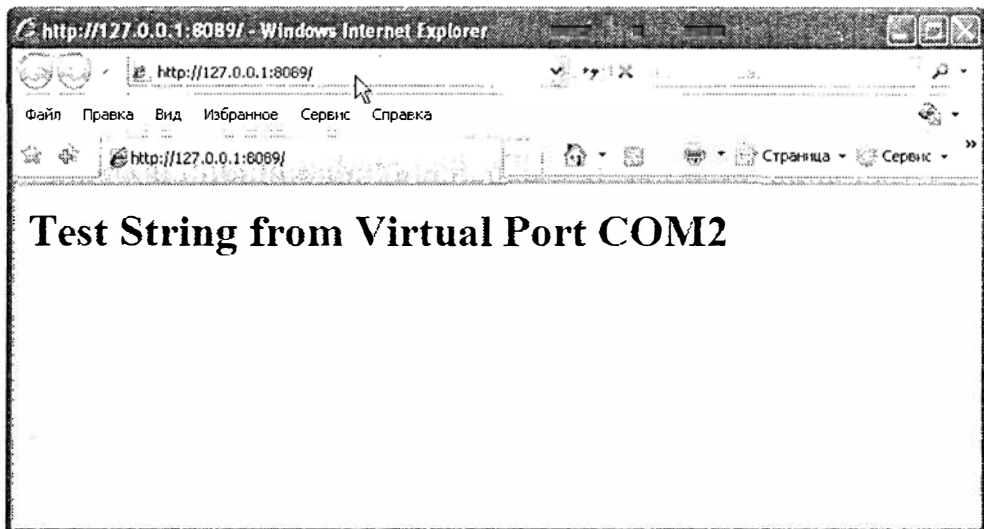 http://127.0.0.1:8089/ - Windows Internet Explorer
http://127.0.0.1:8089/
Файл Правка Вид Избранное Сервис Справка
http://127.0.0.1:8089/ Страница Сервис
Test String from Virtual Port COM2